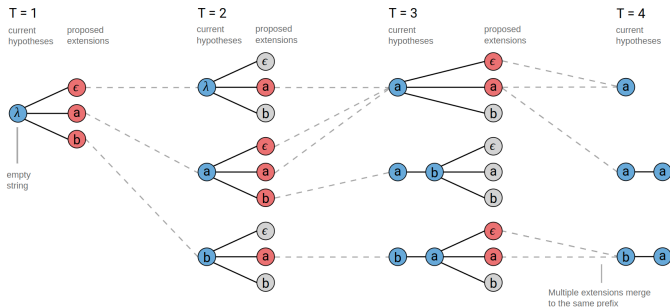 T = 1
T = 2
T = 3
T = 4
current
hypotheses
proposed
extensions
current
hypotheses
proposed
extensions
current
hypotheses
proposed
extensions
current
hypotheses
λ
ϵ
a
b
λ
ϵ
a
b
a
ϵ
a
b
a
a
ϵ
a
b
a
b
ϵ
a
b
a
a
b
ϵ
a
b
b
a
ϵ
a
b
b
a
empty
string
Multiple extensions merge
to the same prefix